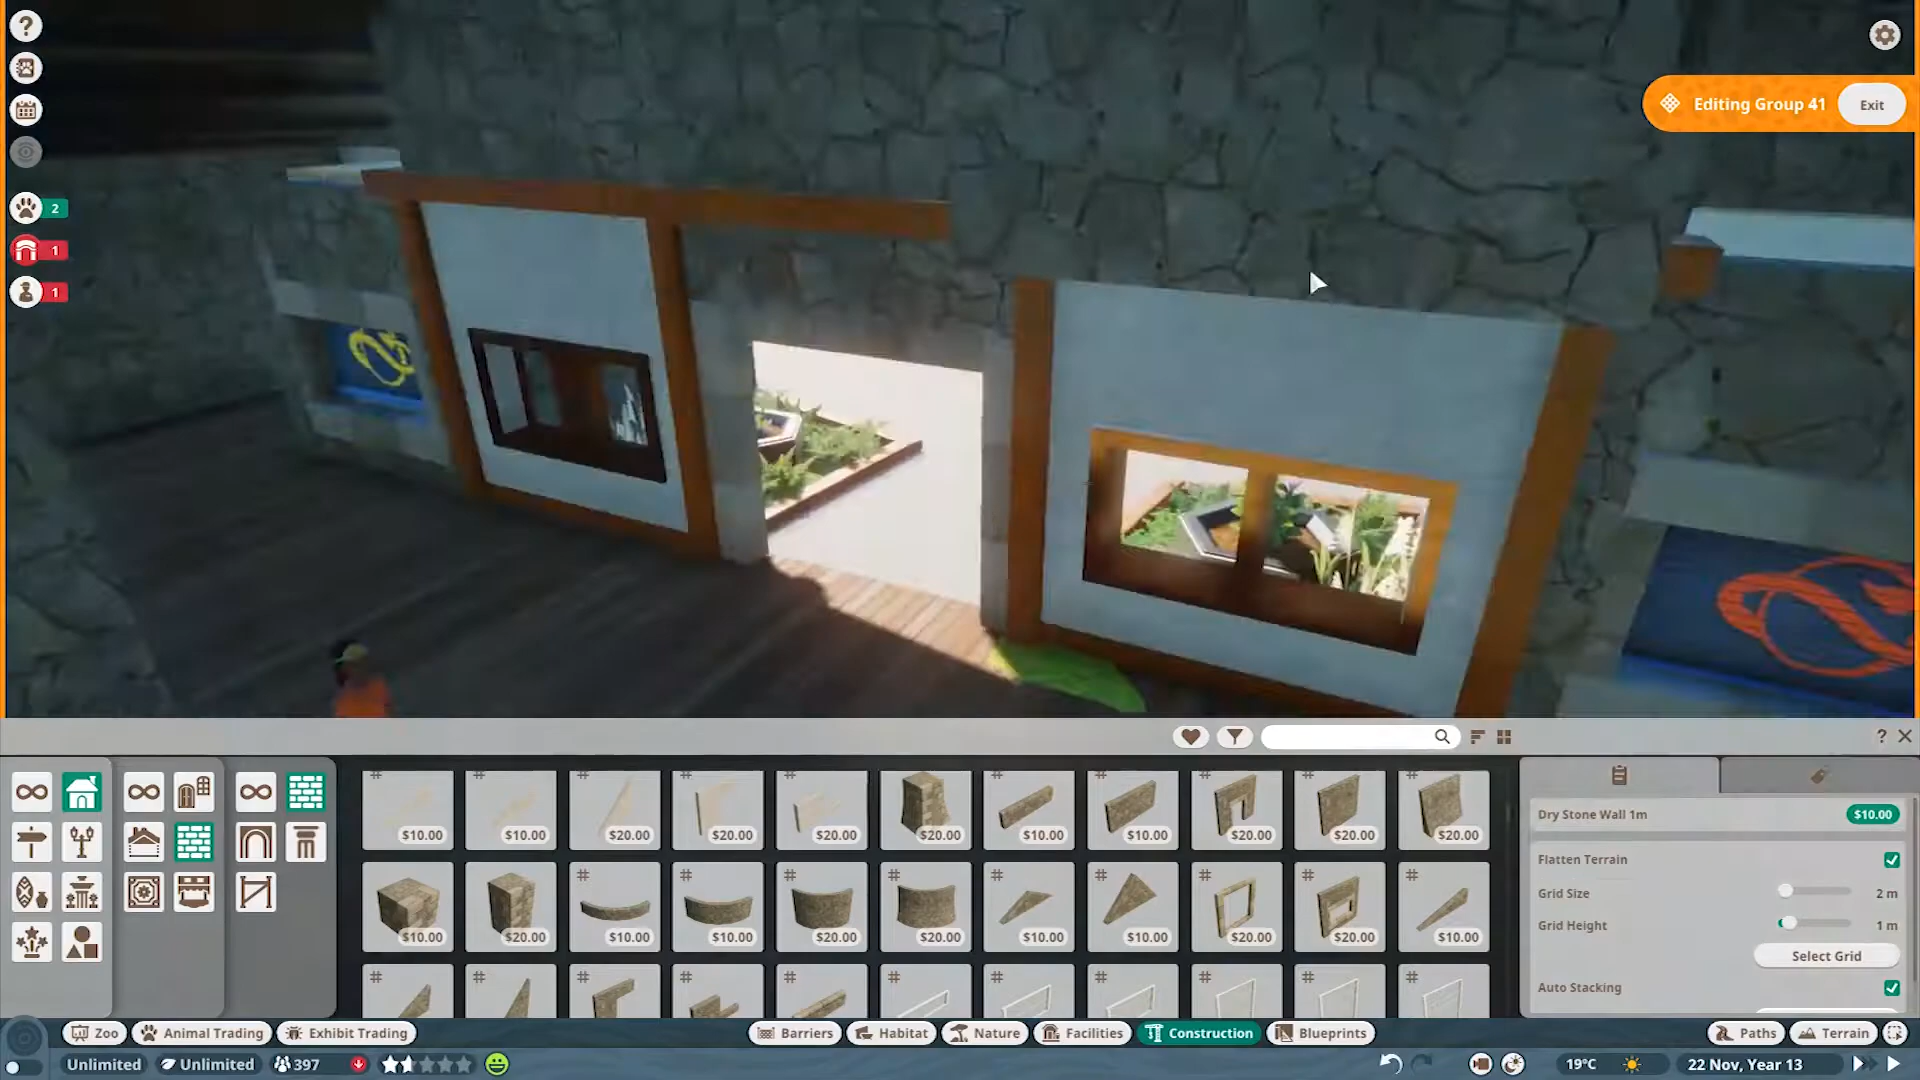 ?
Editing Group 41
Exit
2
1
1
? ×
$10.00 $10.00 $20.00 $20.00 $20.00 $20.00 $10.00 $10.00 $20.00 $20.00 $20.00
$10.00 $20.00 $10.00 $10.00 $20.00 $20.00 $10.00 $10.00 $20.00 $20.00 $10.00
Dry Stone Wall 1m $10.00
Flatten Terrain
Grid Size 2 m
Grid Height 1 m
Select Grid
Auto Stacking
Zoo Animal Trading Exhibit Trading Barriers Habitat Nature Facilities Construction Blueprints Paths Terrain
Unlimited Unlimited 397 19°C 22 Nov, Year 13